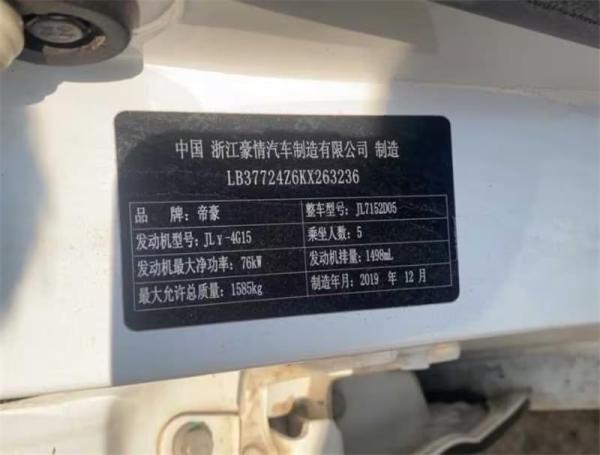 中国 浙江豪情汽车制造有限公司 制造
LB37724Z6KX263236
品 牌：帝豪 整车型号：JL7152D05
发动机型号：JLγ-4G15 乘坐人数：5
发动机最大净功率：76kW 发动机排量：1498mL
最大允许总质量：1585kg 制造年月：2019 年 12 月